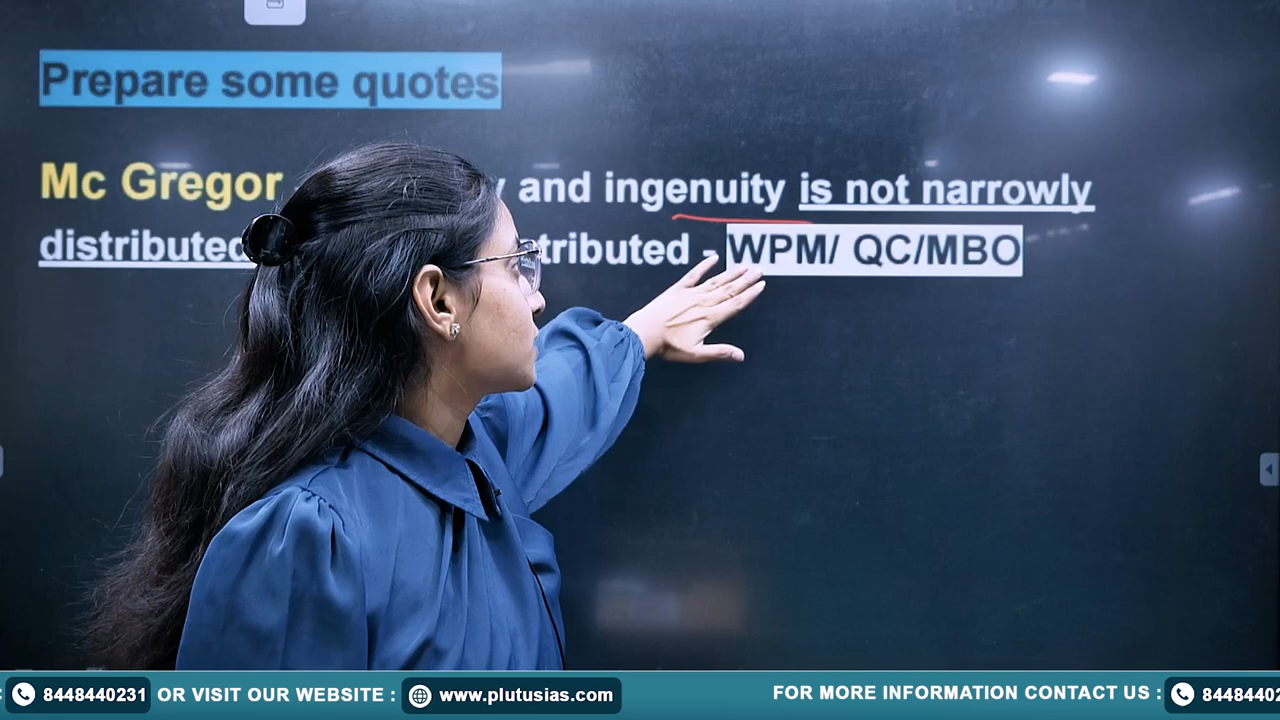 Prepare some quotes
Mc Gregor and ingenuity is not narrowly
distributed - WPM/ QC/MBO
8448440231 OR VISIT OUR WEBSITE : www.plutusias.com FOR MORE INFORMATION CONTACT US :